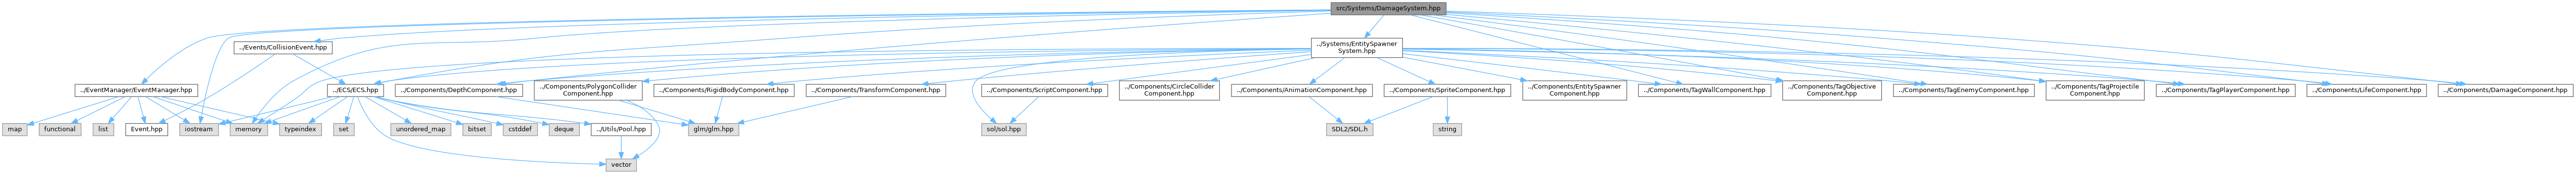 src/Systems/DamageSystem.hpp
../Events/CollisionEvent.hpp
../Systems/EntitySpawner
System.hpp
../EventManager/EventManager.hpp
../ECS/ECS.hpp
../Components/DepthComponent.hpp
../Components/PolygonCollider
Component.hpp
../Components/RigidBodyComponent.hpp
../Components/TransformComponent.hpp
../Components/ScriptComponent.hpp
../Components/CircleCollider
Component.hpp
../Components/AnimationComponent.hpp
../Components/SpriteComponent.hpp
../Components/EntitySpawner
Component.hpp
../Components/TagWallComponent.hpp
../Components/TagObjective
Component.hpp
../Components/TagEnemyComponent.hpp
../Components/TagProjectile
Component.hpp
../Components/TagPlayerComponent.hpp
../Components/LifeComponent.hpp
../Components/DamageComponent.hpp
map
functional
list
Event.hpp
iostream
memory
typeindex
set
unordered_map
bitset
cstddef
deque
../Utils/Pool.hpp
glm/glm.hpp
sol/sol.hpp
SDL2/SDL.h
string
vector